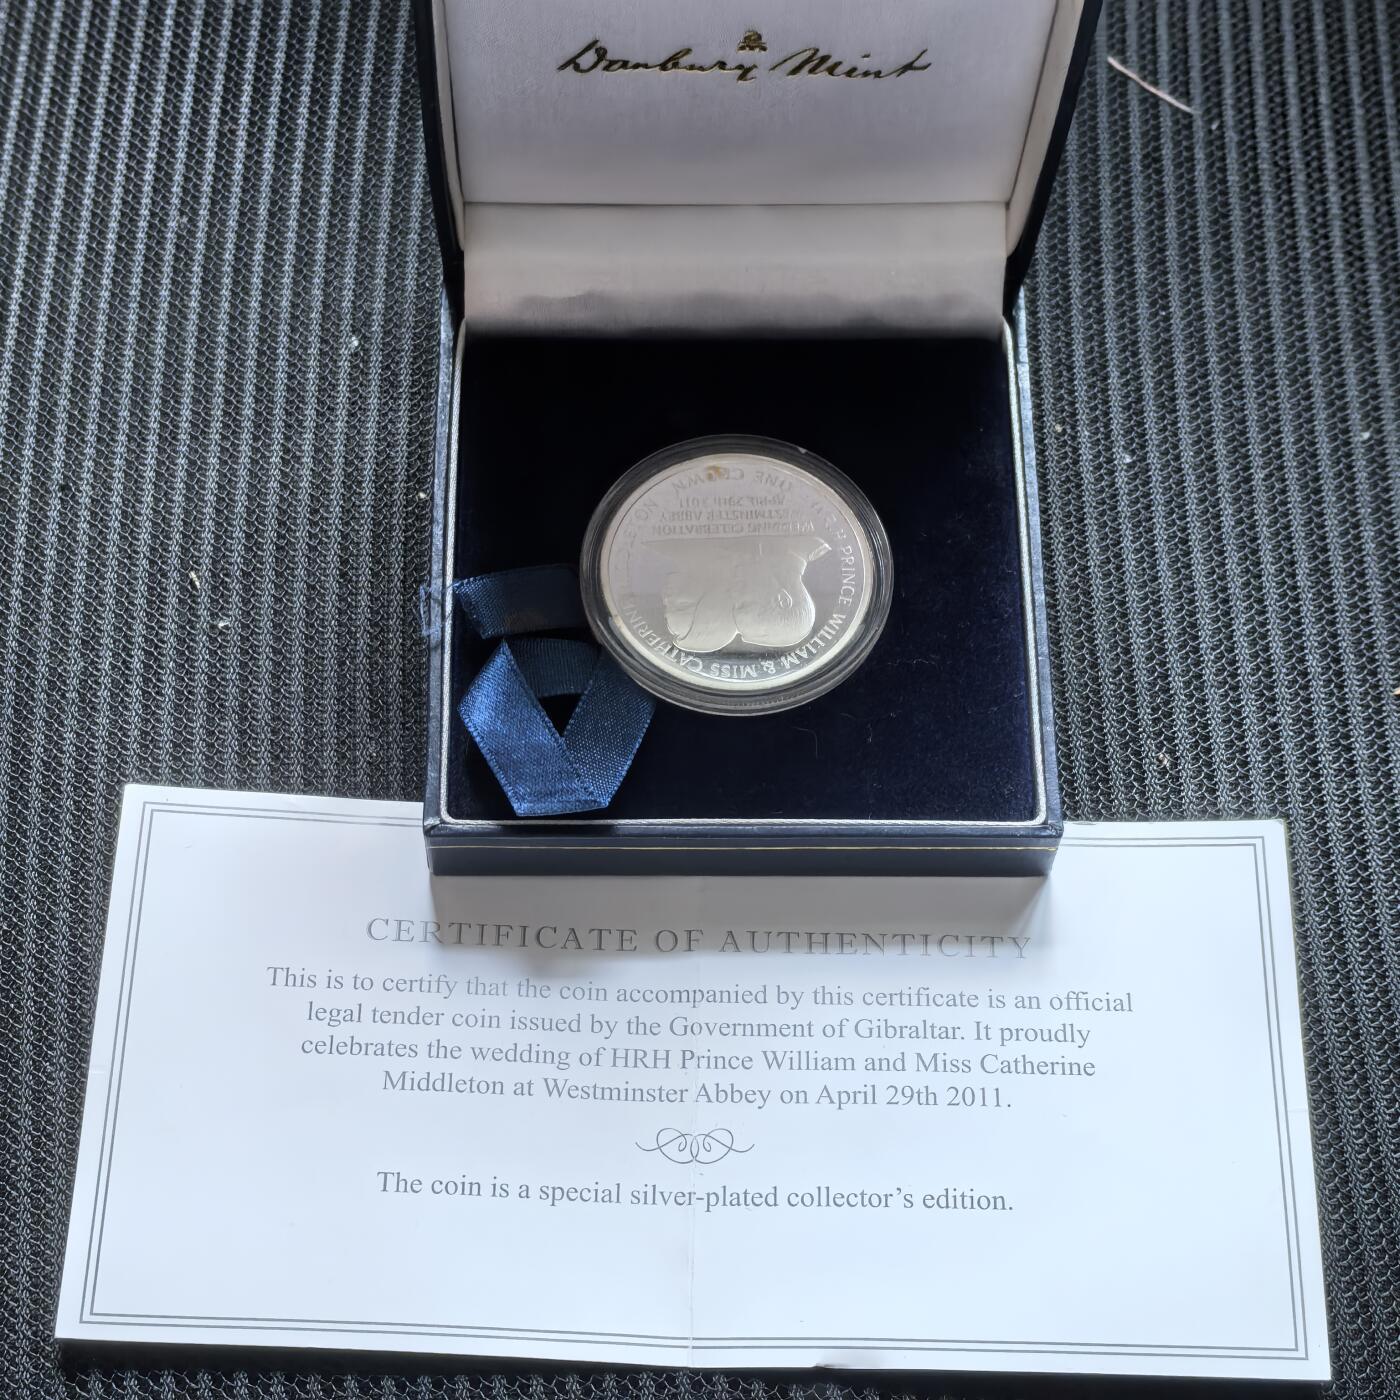 Danbury Mint
PRINCE WILLIAM & MISS CATHERINE
ONE CROWN
WEDDING CELEBRATION
WESTMINSTER ABBEY
APRIL 29TH 2011
CERTIFICATE OF AUTHENTICITY
This is to certify that the coin accompanied by this certificate is an official
legal tender coin issued by the Government of Gibraltar. It proudly
celebrates the wedding of HRH Prince William and Miss Catherine
Middleton at Westminster Abbey on April 29th 2011.
The coin is a special silver-plated collector's edition.